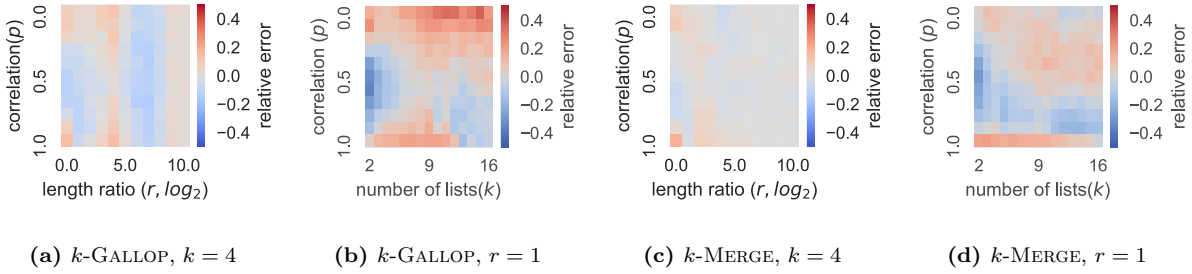 correlation(p)
0.0
0.5
1.0
0.0 5.0 10.0
length ratio (r, log₂)
0.4
0.2
0.0
−0.2
−0.4
relative error
correlation (p)
0.0
0.5
1.0
2 9 16
number of lists(k)
0.4
0.2
0.0
−0.2
−0.4
relative error
correlation(p)
0.0
0.5
1.0
0.0 5.0 10.0
length ratio (r, log₂)
0.4
0.2
0.0
−0.2
−0.4
relative error
correlation (p)
0.0
0.5
1.0
2 9 16
number of lists(k)
0.4
0.2
0.0
−0.2
−0.4
relative error
(a) k-GALLOP, k = 4
(b) k-GALLOP, r = 1
(c) k-MERGE, k = 4
(d) k-MERGE, r = 1